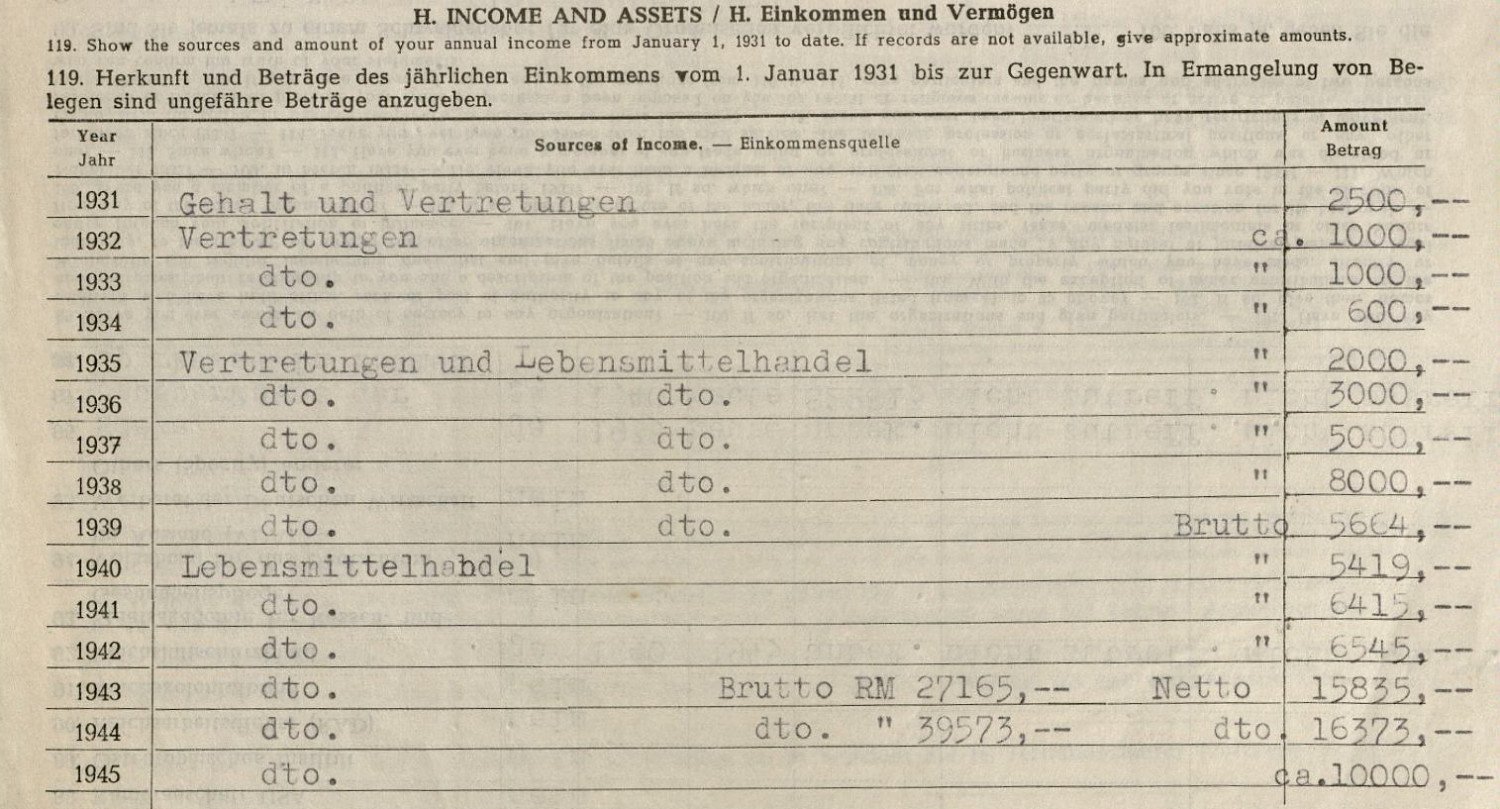 H. INCOME AND ASSETS / H. Einkommen und Vermögen
119. Show the sources and amount of your annual income from January 1, 1931 to date. If records are not available, give approximate amounts.
119. Herkunft und Beträge des jährlichen Einkommens vom 1. Januar 1931 bis zur Gegenwart. In Ermangelung von Be-
legen sind ungefähre Beträge anzugeben.
Year Sources of Income. — Einkommensquelle Amount
Jahr Betrag
1931 Gehalt und Vertretungen 2500,--
1932 Vertretungen ca. 1000,--
1933 dto. " 1000,--
1934 dto. " 600,--
1935 Vertretungen und Lebensmittelhandel " 2000,--
1936 dto. dto. " 3000,--
1937 dto. dto. " 5000,--
1938 dto. dto. " 8000,--
1939 dto. dto. Brutto 5664,--
1940 Lebensmittelhabdel " 5419,--
1941 dto. " 6415,--
1942 dto. " 6545,--
1943 dto. Brutto RM 27165,-- Netto 15835,--
1944 dto. dto. " 39573,-- dto. 16373,--
1945 dto. ca.10000,--